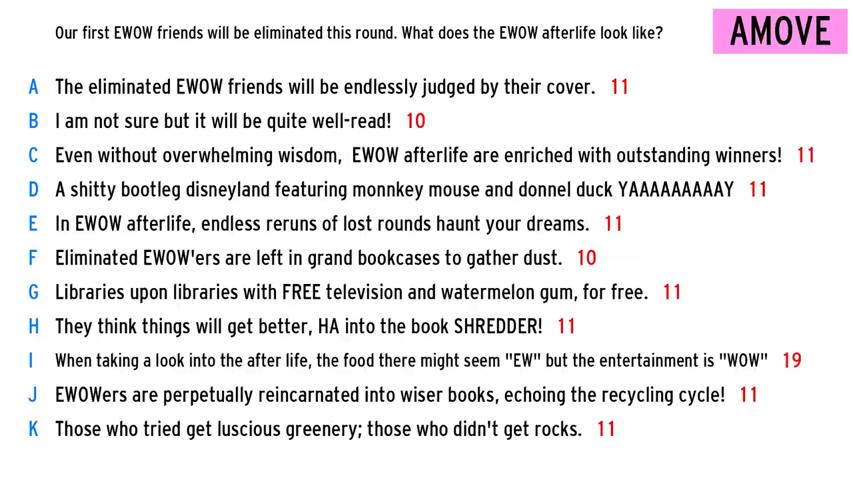 Our first EWOW friends will be eliminated this round. What does the EWOW afterlife look like?
AMOVE
A The eliminated EWOW friends will be endlessly judged by their cover. 11
B I am not sure but it will be quite well-read! 10
C Even without overwhelming wisdom, EWOW afterlife are enriched with outstanding winners! 11
D A shitty bootleg disneyland featuring monnkey mouse and donnel duck YAAAAAAAAAY 11
E In EWOW afterlife, endless reruns of lost rounds haunt your dreams. 11
F Eliminated EWOW'ers are left in grand bookcases to gather dust. 10
G Libraries upon libraries with FREE television and watermelon gum, for free. 11
H They think things will get better, HA into the book SHREDDER! 11
I When taking a look into the after life, the food there might seem "EW" but the entertainment is "WOW" 19
J EWOWers are perpetually reincarnated into wiser books, echoing the recycling cycle! 11
K Those who tried get luscious greenery; those who didn't get rocks. 11